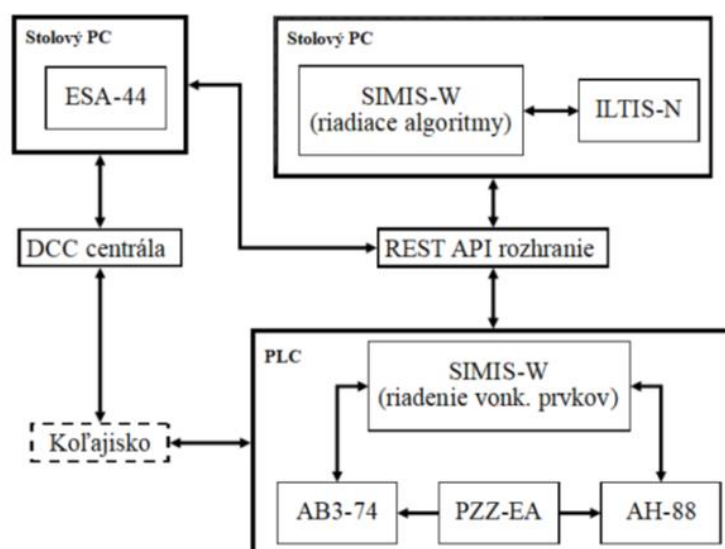 Stolový PC
ESA-44
Stolový PC
SIMIS-W
(riadiace algoritmy)
ILTIS-N
DCC centrála
REST API rozhranie
PLC
SIMIS-W
(riadenie vonk. prvkov)
Koľajisko
AB3-74
PZZ-EA
AH-88